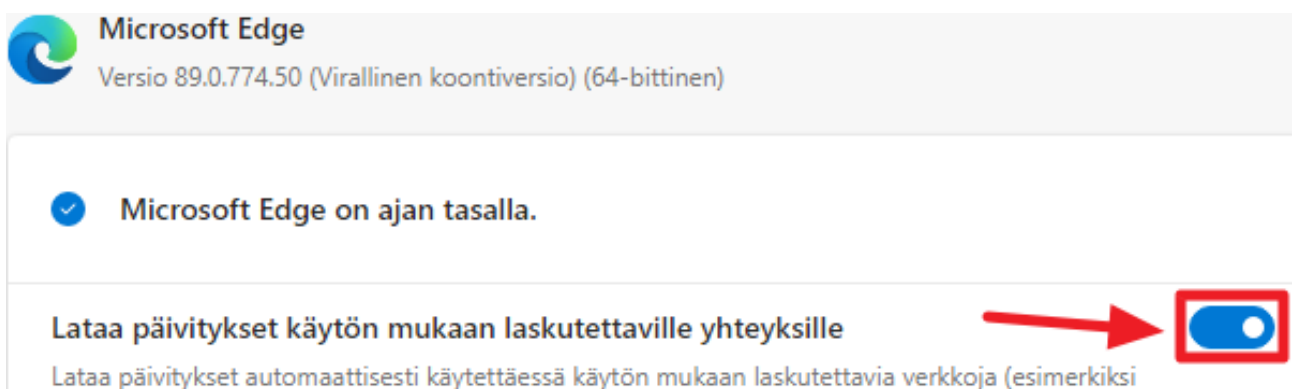 Microsoft Edge
Versio 89.0.774.50 (Virallinen koontiversio) (64-bittinen)
Microsoft Edge on ajan tasalla.
Lataa päivitykset käytön mukaan laskutettaville yhteyksille
Lataa päivitykset automaattisesti käytettäessä käytön mukaan laskutettavia verkkoja (esimerkiksi